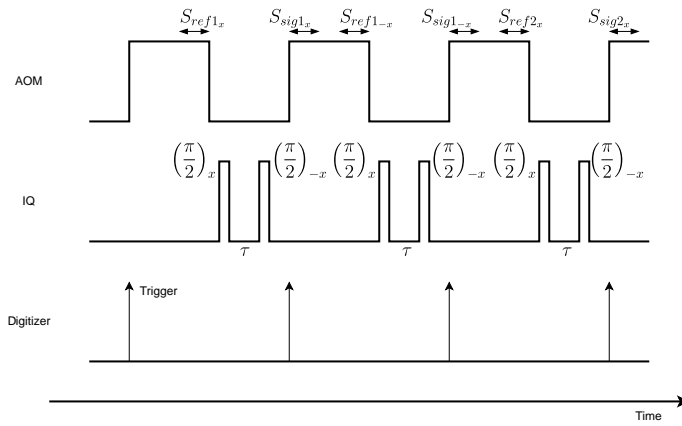 S_{ref1_x} S_{sig1_x} S_{ref1_{-x}} S_{sig1_{-x}} S_{ref2_x} S_{sig2_x}
AOM
(π/2)_x (π/2)_{-x} (π/2)_x (π/2)_{-x} (π/2)_x (π/2)_{-x}
IQ
τ τ τ
Trigger
Digitizer
Time